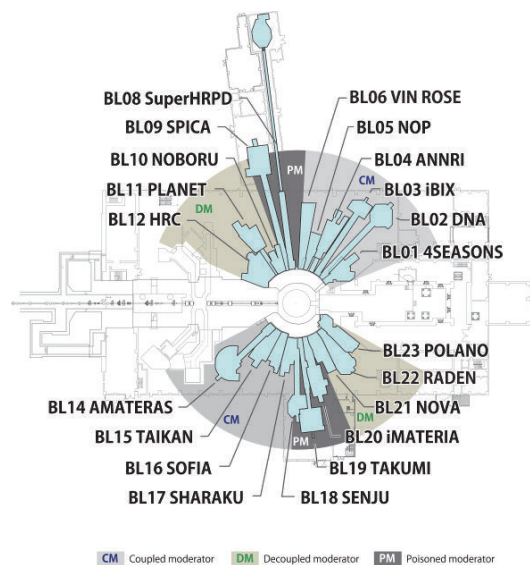 BL08 SuperHRPD
BL06 VIN ROSE
BL09 SPICA
BL05 NOP
BL10 NOBORU
PM
BL04 ANNRI
BL11 PLANET
CM
BL03 iBIX
DM
BL12 HRC
BL02 DNA
BL01 4SEASONS
BL23 POLANO
BL22 RADEN
BL14 AMATERAS
BL21 NOVA
CM
DM
BL15 TAIKAN
BL20 iMATERIA
PM
BL16 SOFIA
BL19 TAKUMI
BL17 SHARAKU
BL18 SENJU
CM Coupled moderator
DM Decoupled moderator
PM Poisoned moderator